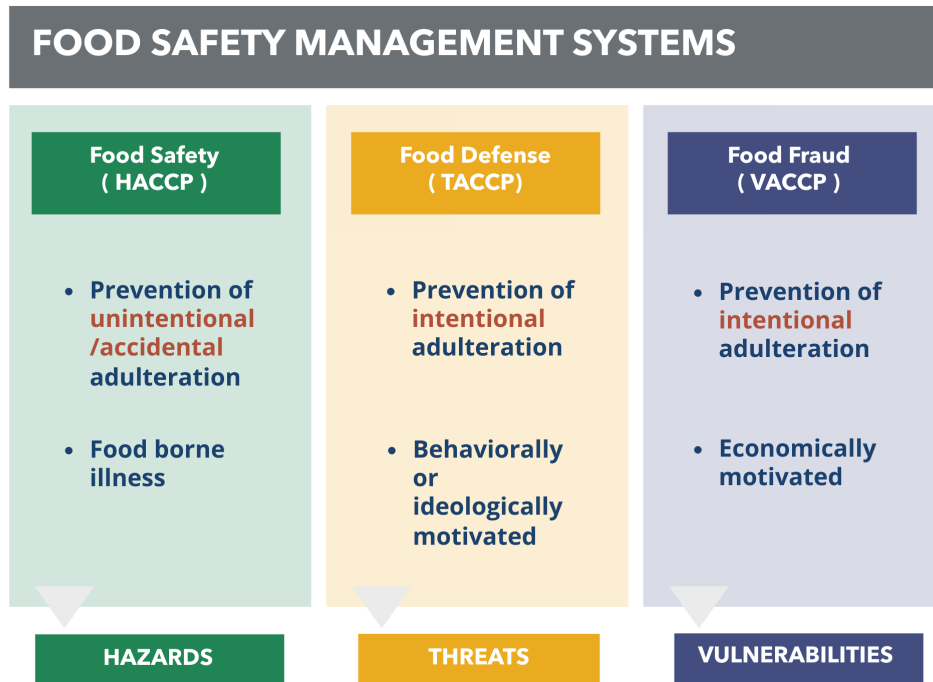 FOOD SAFETY MANAGEMENT SYSTEMS
Food Safety
( HACCP )
• Prevention of
unintentional
/accidental
adulteration
• Food borne
illness
HAZARDS
Food Defense
( TACCP)
• Prevention of
intentional
adulteration
• Behaviorally
or
ideologically
motivated
THREATS
Food Fraud
( VACCP )
• Prevention of
intentional
adulteration
• Economically
motivated
VULNERABILITIES